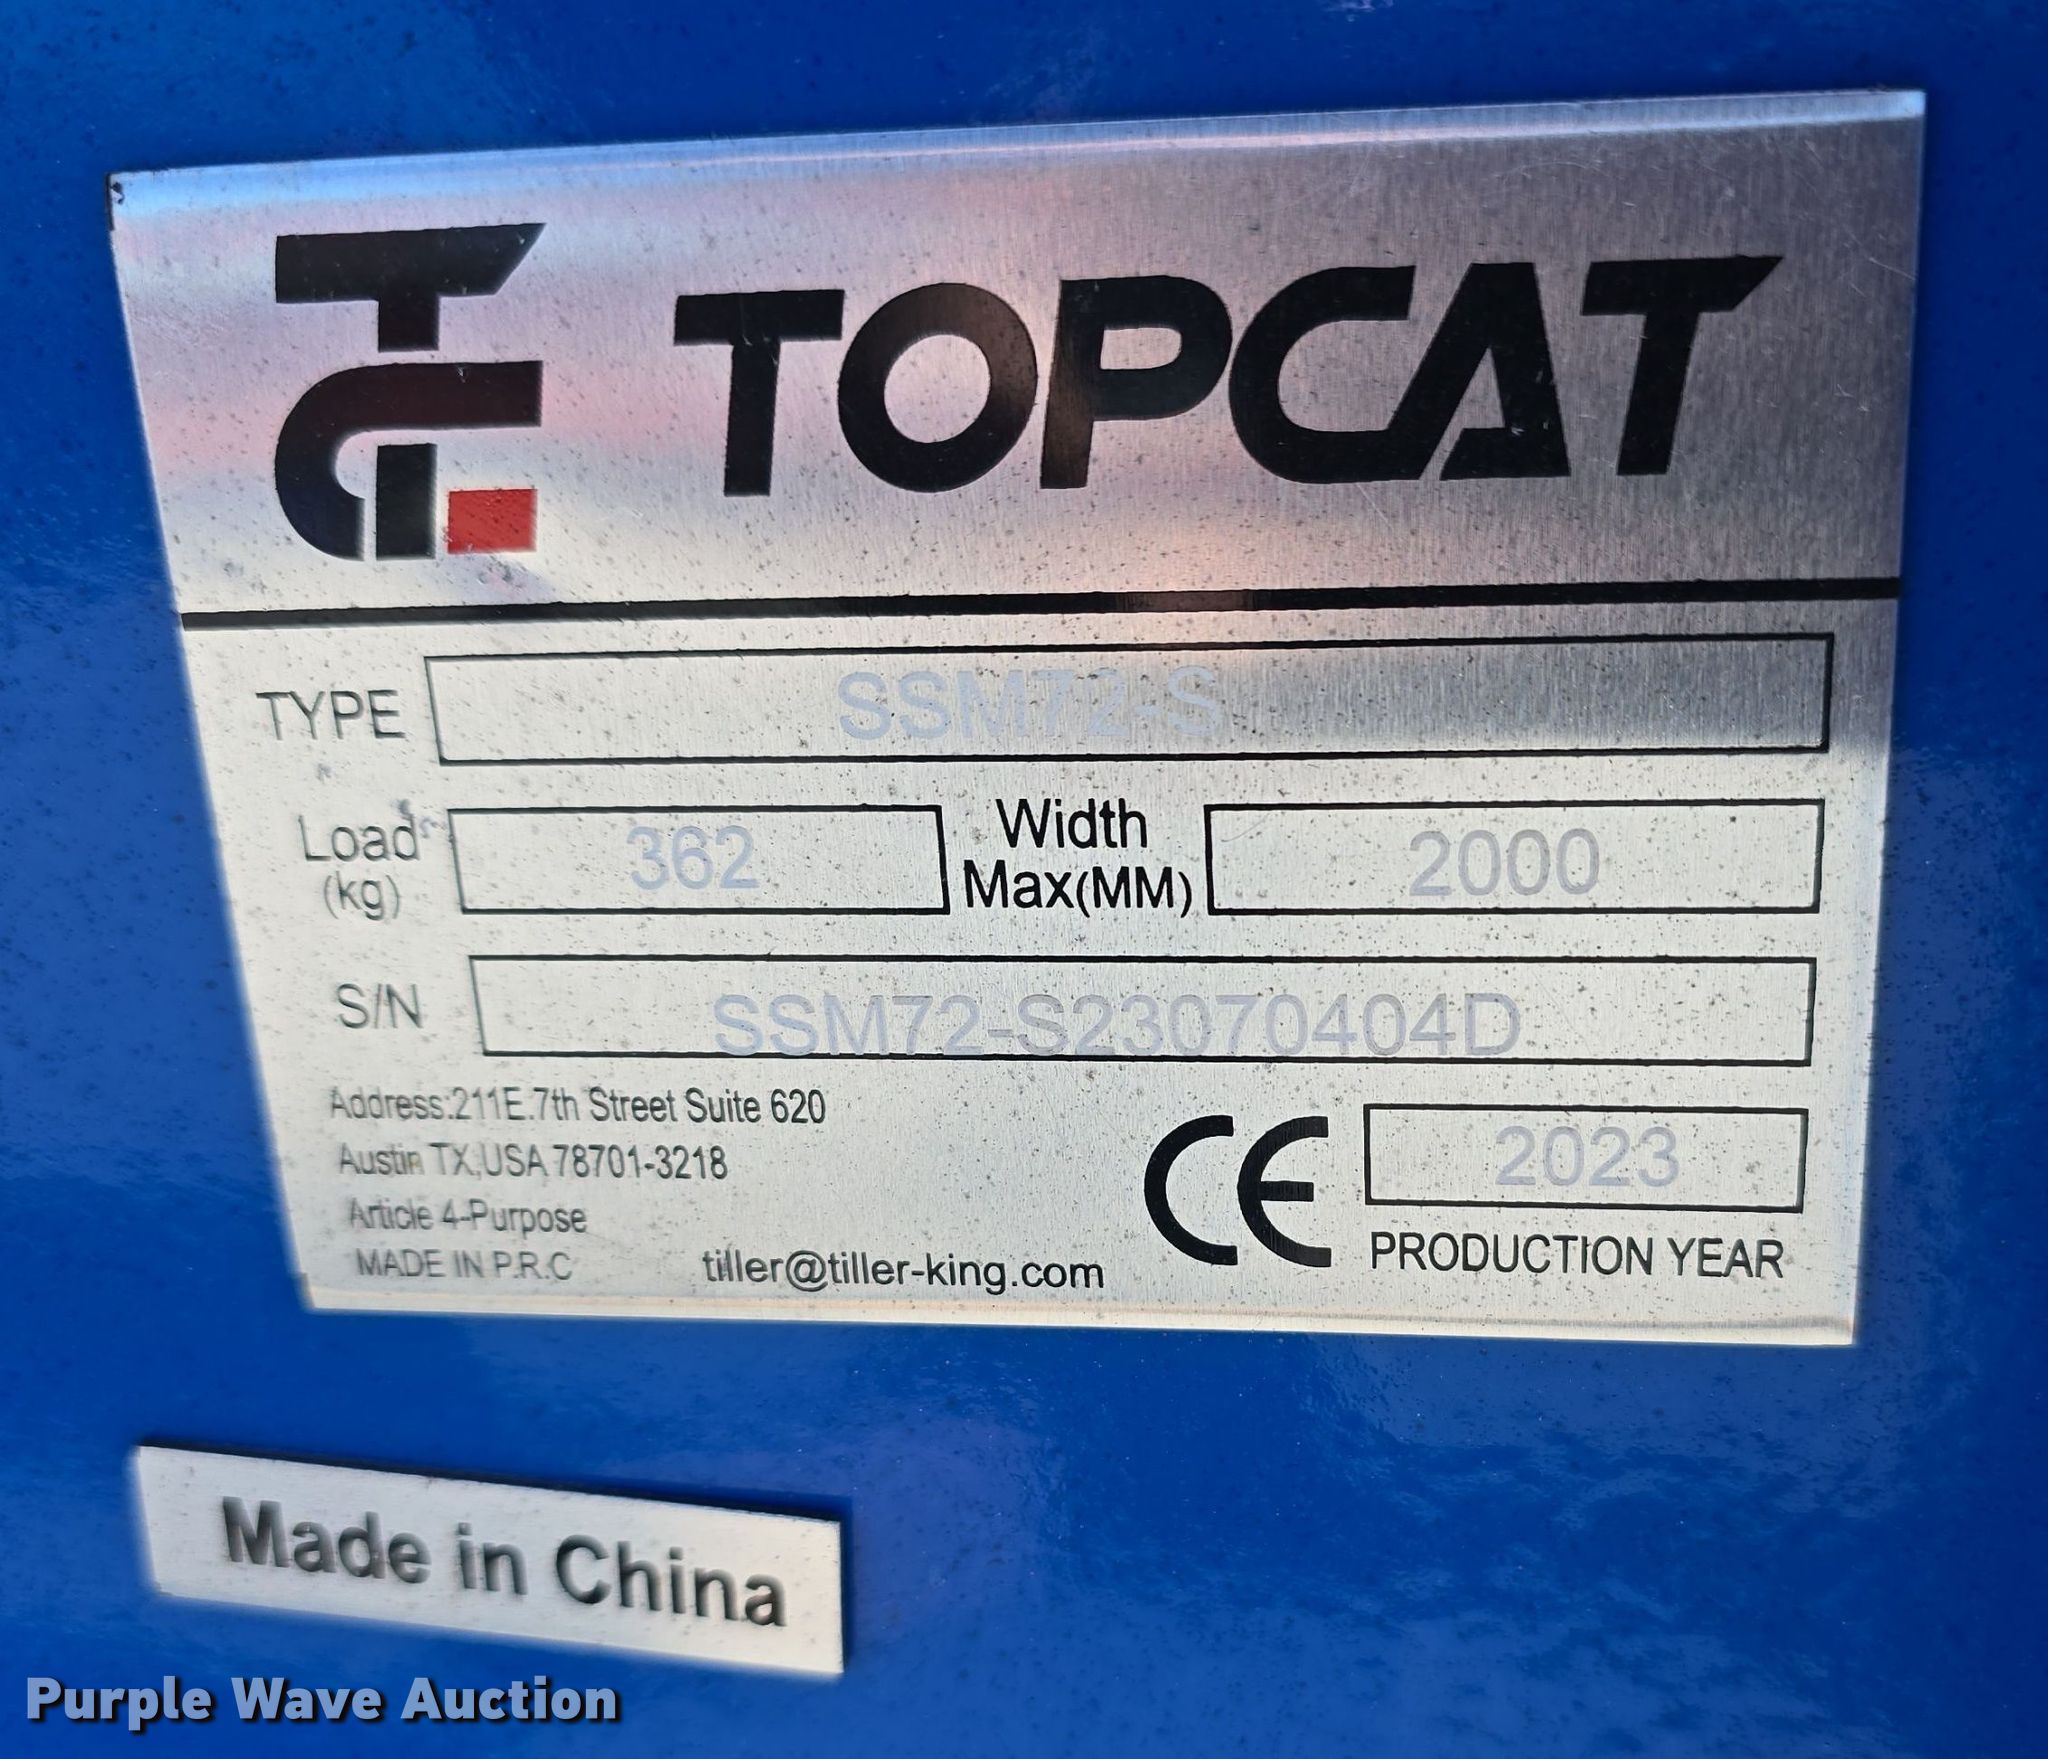 TOPCAT
TYPE SSM72-S
Load (kg) 362 Width Max(MM) 2000
S/N SSM72-S23070404D
Address:211E.7th Street Suite 620
Austin TX,USA 78701-3218
Article 4-Purpose
MADE IN P.R.C
tiller@tiller-king.com
CE
2023
PRODUCTION YEAR
Made in China
Purple Wave Auction